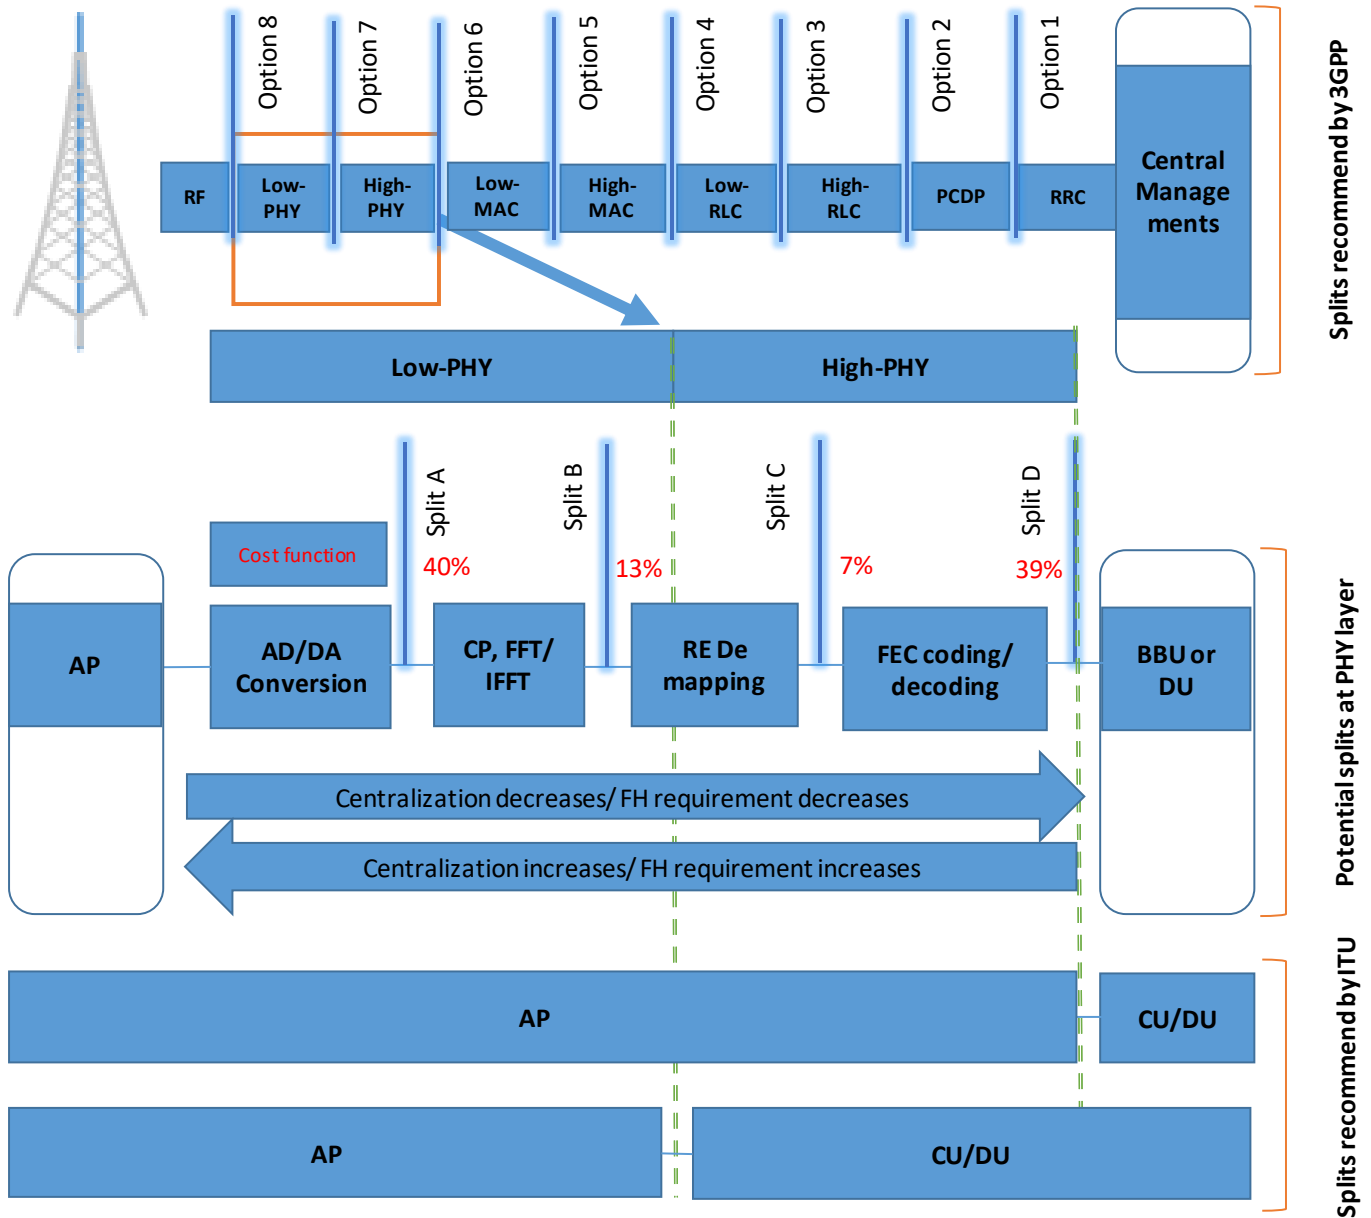 Option 8
Option 7
Option 6
Option 5
Option 4
Option 3
Option 2
Option 1
RF
Low-
PHY
High-
PHY
Low-
MAC
High-
MAC
Low-
RLC
High-
RLC
PCDP
RRC
Central
Manage
ments
Splits recommend by 3GPP
Low-PHY
High-PHY
Split A
Split B
Split C
Split D
Cost function
40%
13%
7%
39%
AP
AD/DA
Conversion
CP, FFT/
IFFT
RE De
mapping
FEC coding/
decoding
BBU or
DU
Centralization decreases/ FH requirement decreases
Centralization increases/ FH requirement increases
Potential splits at PHY layer
AP
CU/DU
AP
CU/DU
Splits recommend by ITU